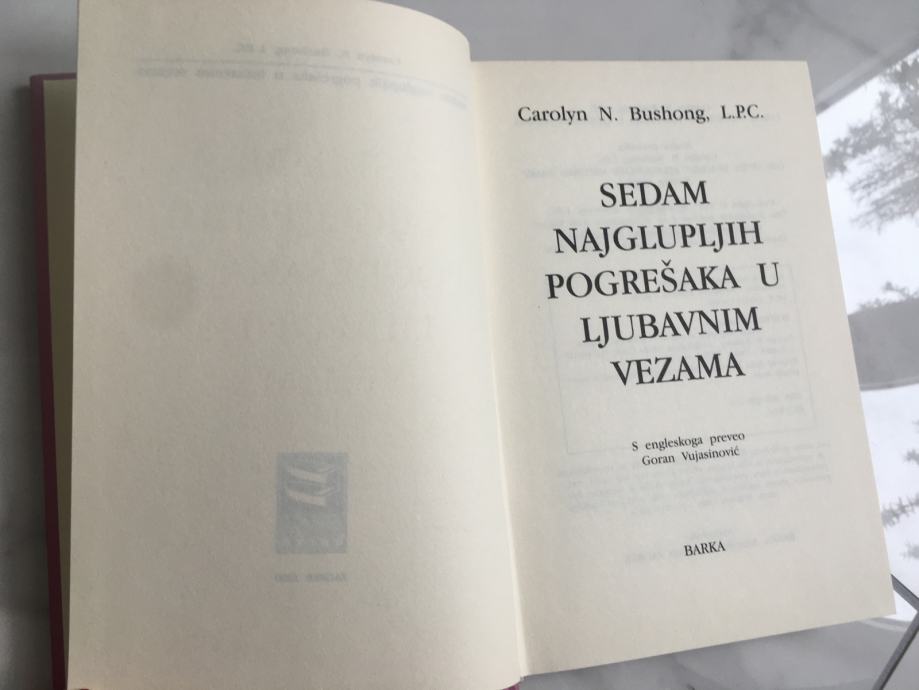 Carolyn N. Bushong, L.P.C.
SEDAM
NAJGLUPLJIH
POGREŠAKA U
LJUBAVNIM
VEZAMA
S engleskoga preveo
Goran Vujasinović
BARKA